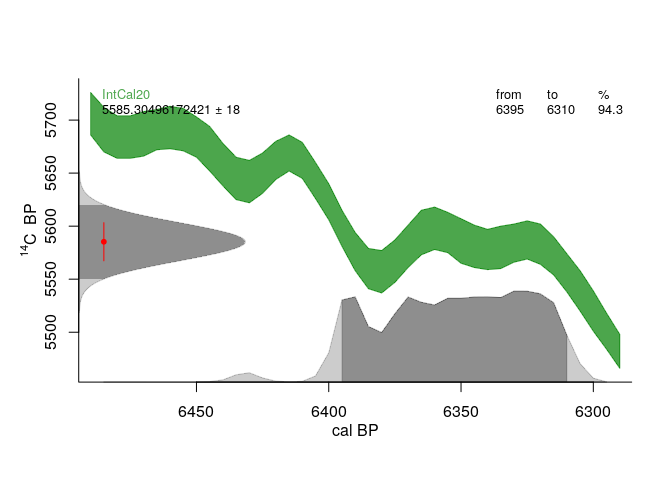 IntCal20
5585.30496172421 ± 18
from to %
6395 6310 94.3
14C BP
5700
5650
5600
5550
5500
6450 6400 6350 6300
cal BP